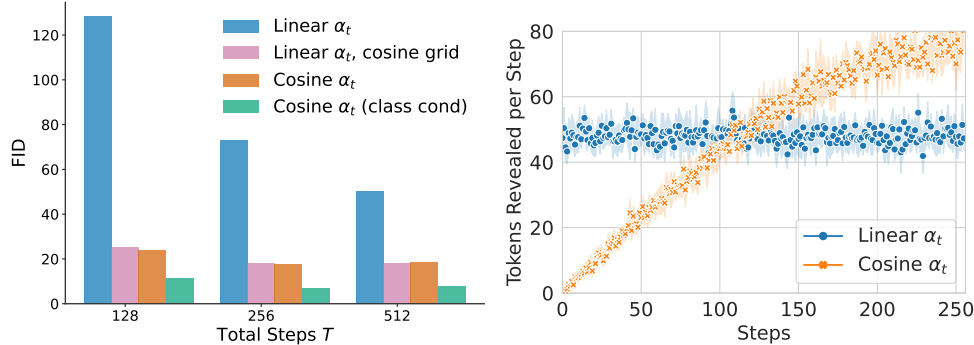 FID
0
20
40
60
80
100
120
128
256
512
Total Steps T
Linear αₜ
Linear αₜ, cosine grid
Cosine αₜ
Cosine αₜ (class cond)
Tokens Revealed per Step
0
20
40
60
80
0
50
100
150
200
250
Steps
Linear αₜ
Cosine αₜ